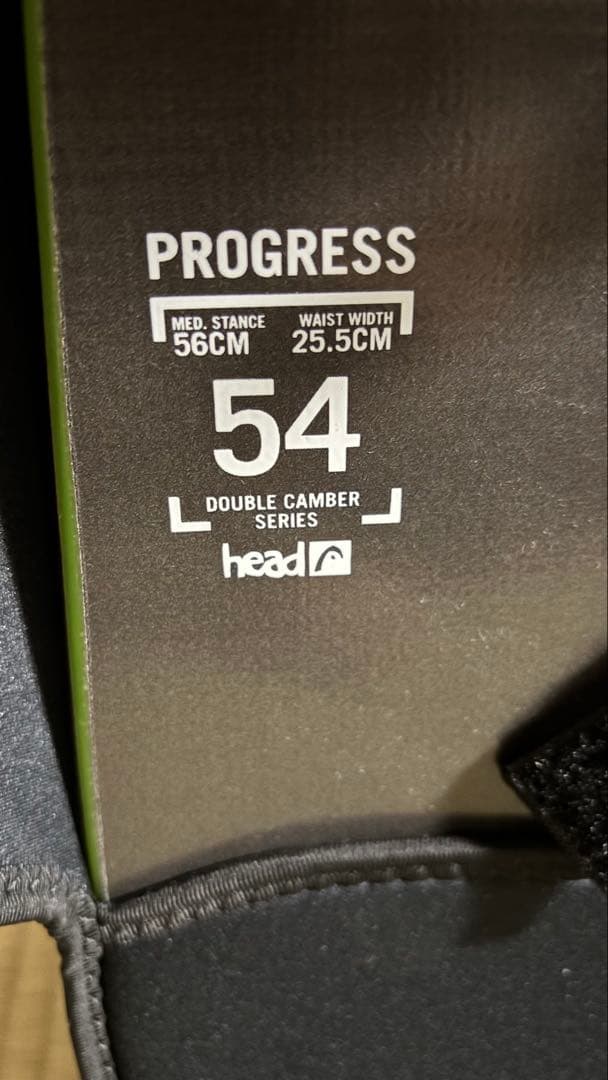 PROGRESS
MED. STANCE WAIST WIDTH
56CM 25.5CM
54
DOUBLE CAMBER
SERIES
head